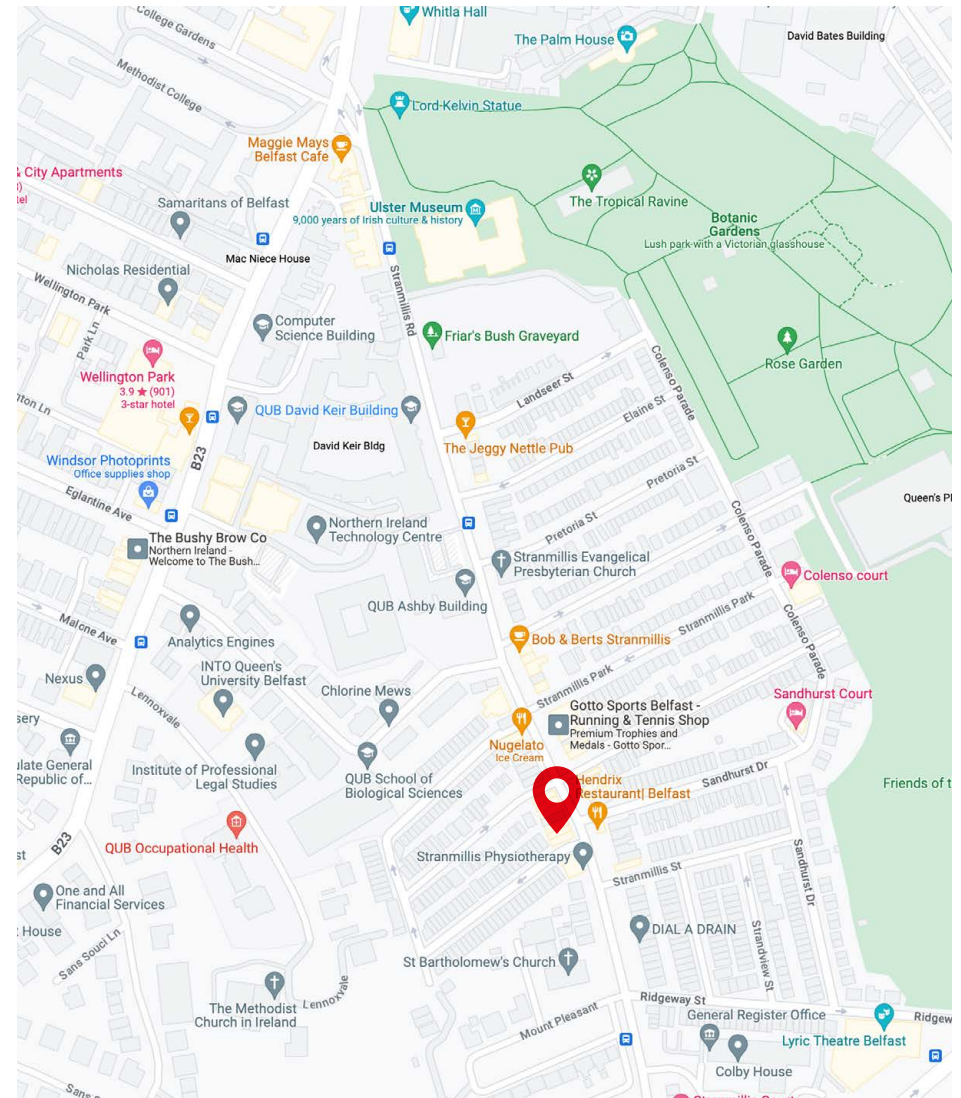 Whitla Hall
College Gardens
The Palm House
David Bates Building
Methodist College
Lord Kelvin Statue
Maggie Mays
Belfast Cafe
& City Apartments
The Tropical Ravine
Samaritans of Belfast
Ulster Museum
9,000 years of Irish culture & history
Botanic
Gardens
Lush park with a Victorian glasshouse
Mac Niece House
Nicholas Residential
Stranmillis Rd
Wellington Park
Park Ln
Computer
Science Building
Friar's Bush Graveyard
Rose Garden
Colenso Parade
Wellington Park
3.9 ★ (901)
3-star hotel
Landseer St
Elaine St
QUB David Keir Building
The Jeggy Nettle Pub
David Keir Bldg
B23
Windsor Photoprints
Office supplies shop
Pretoria St
Eglantine Ave
Queen's
Colenso Parade
Pretoria St
Northern Ireland
Technology Centre
The Bushy Brow Co
Northern Ireland -
Welcome to The Bush...
Stranmillis Evangelical
Presbyterian Church
Colenso court
QUB Ashby Building
Stranmillis Park
Malone Ave
Analytics Engines
Bob & Berts Stranmillis
Colenso Parade
Nexus
INTO Queen's
University Belfast
Stranmillis Park
Lennoxvale
Chlorine Mews
Sandhurst Court
Gotto Sports Belfast -
Running & Tennis Shop
Premium Trophies and
Medals - Gotto Spor...
Nugelato
Ice Cream
Republic of...
Institute of Professional
Legal Studies
QUB School of
Biological Sciences
Hendrix
Restaurant| Belfast
Sandhurst Dr
Friends of t
B23
QUB Occupational Health
Stranmillis Physiotherapy
Stranmillis St
Sandhurst Dr
One and All
Financial Services
House
DIAL A DRAIN
Strandview St
Sans Souci Ln
St Bartholomew's Church
Lennoxvale
The Methodist
Church in Ireland
Ridgeway St
Mount Pleasant
General Register Office
Ridgew
Lyric Theatre Belfast
Colby House